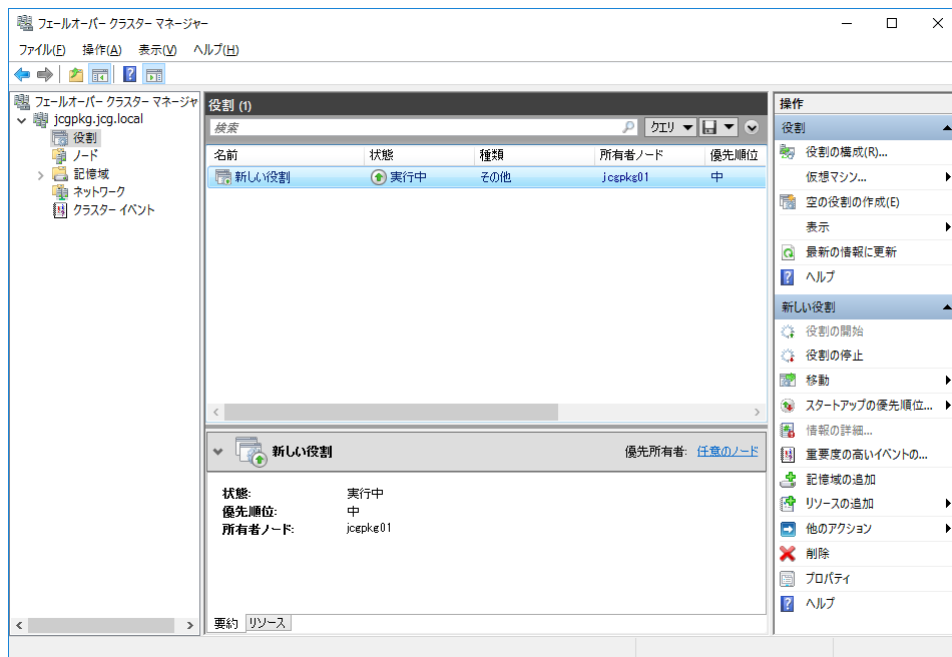 フェールオーバー クラスター マネージャー
ファイル(F) 操作(A) 表示(V) ヘルプ(H)
フェールオーバー クラスター マネージャ
jcgpkg.jcg.local
役割
ノード
記憶域
ネットワーク
クラスター イベント
役割 (1)
検索
クエリ
名前 状態 種類 所有者ノード 優先順位
新しい役割 実行中 その他 jcgpkg01 中
新しい役割 優先所有者: 任意のノード
状態: 実行中
優先順位: 中
所有者ノード: jcgpkg01
要約 リソース
操作
役割
役割の構成(R)...
仮想マシン...
空の役割の作成(E)
表示
最新の情報に更新
ヘルプ
新しい役割
役割の開始
役割の停止
移動
スタートアップの優先順位...
情報の詳細...
重要度の高いイベントの...
記憶域の追加
リソースの追加
他のアクション
削除
プロパティ
ヘルプ